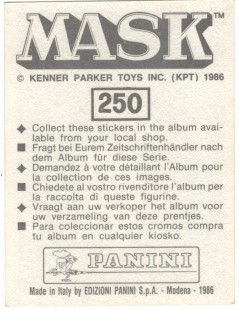 MASK™
© KENNER PARKER TOYS INC. (KPT) 1986
250
◆ Collect these stickers in the album avai-
lable from your local shop.
■ Fragt bei Eurem Zeitschriftenhändler nach
dem Album für diese Serie.
◆ Demandez à votre détaillant l'Album pour
la collection de ces images.
■ Chiedete al vostro rivenditore l'album per
la raccolta di queste figurine.
◆ Vraagt aan uw verkoper het album voor
uw verzameling van deze prentjes.
■ Para coleccionar estos cromos compra
tu album en cualquier kiosko.
PANINI
Made in Italy by EDIZIONI PANINI S.p.A. - Modena - 1986